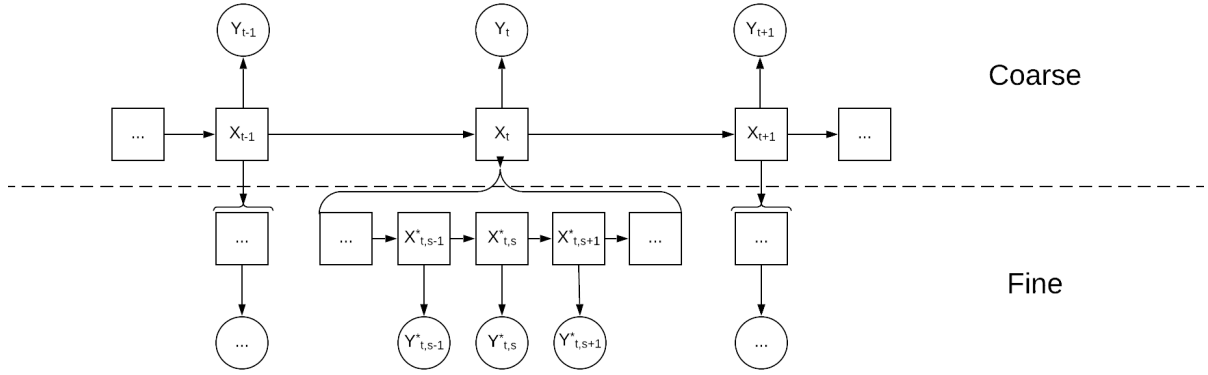 Y_{t-1} Y_t Y_{t+1}
Coarse
... X_{t-1} X_t X_{t+1} ...
... ... X^*_{t,s-1} X^*_{t,s} X^*_{t,s+1} ... ...
Fine
... Y^*_{t,s-1} Y^*_{t,s} Y^*_{t,s+1} ...